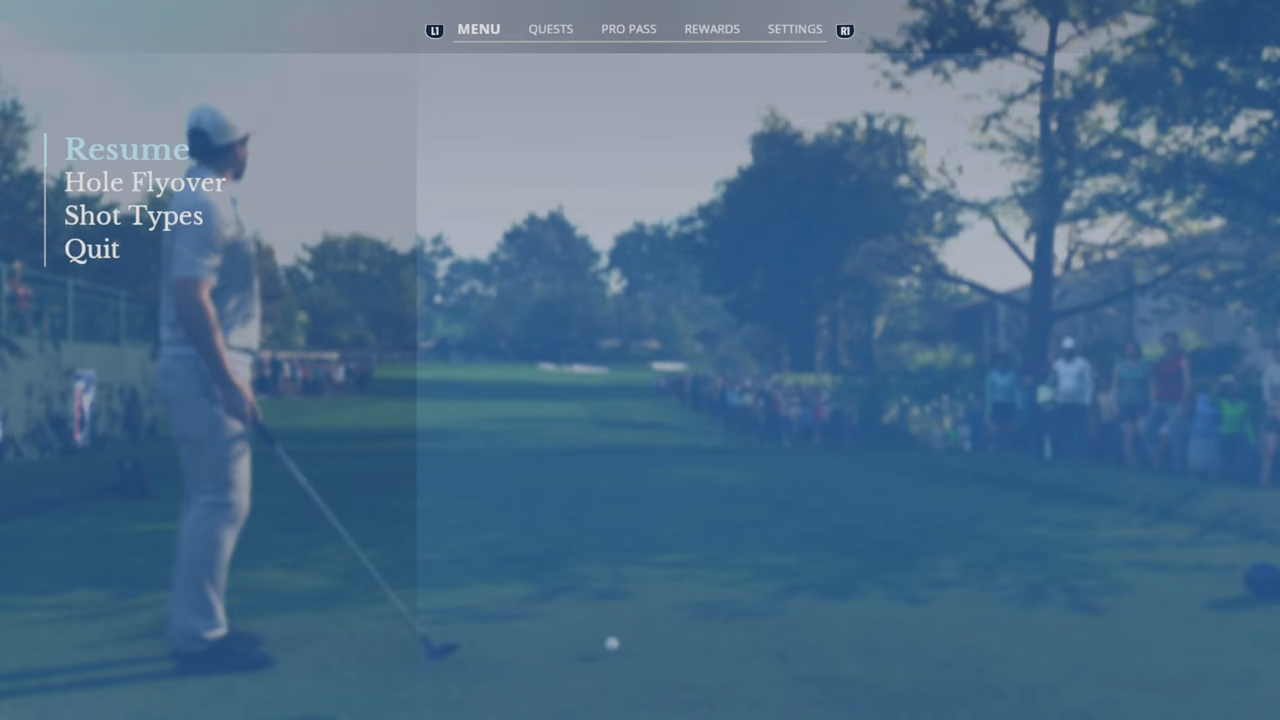 L1 MENU QUESTS PRO PASS REWARDS SETTINGS R1
Resume
Hole Flyover
Shot Types
Quit